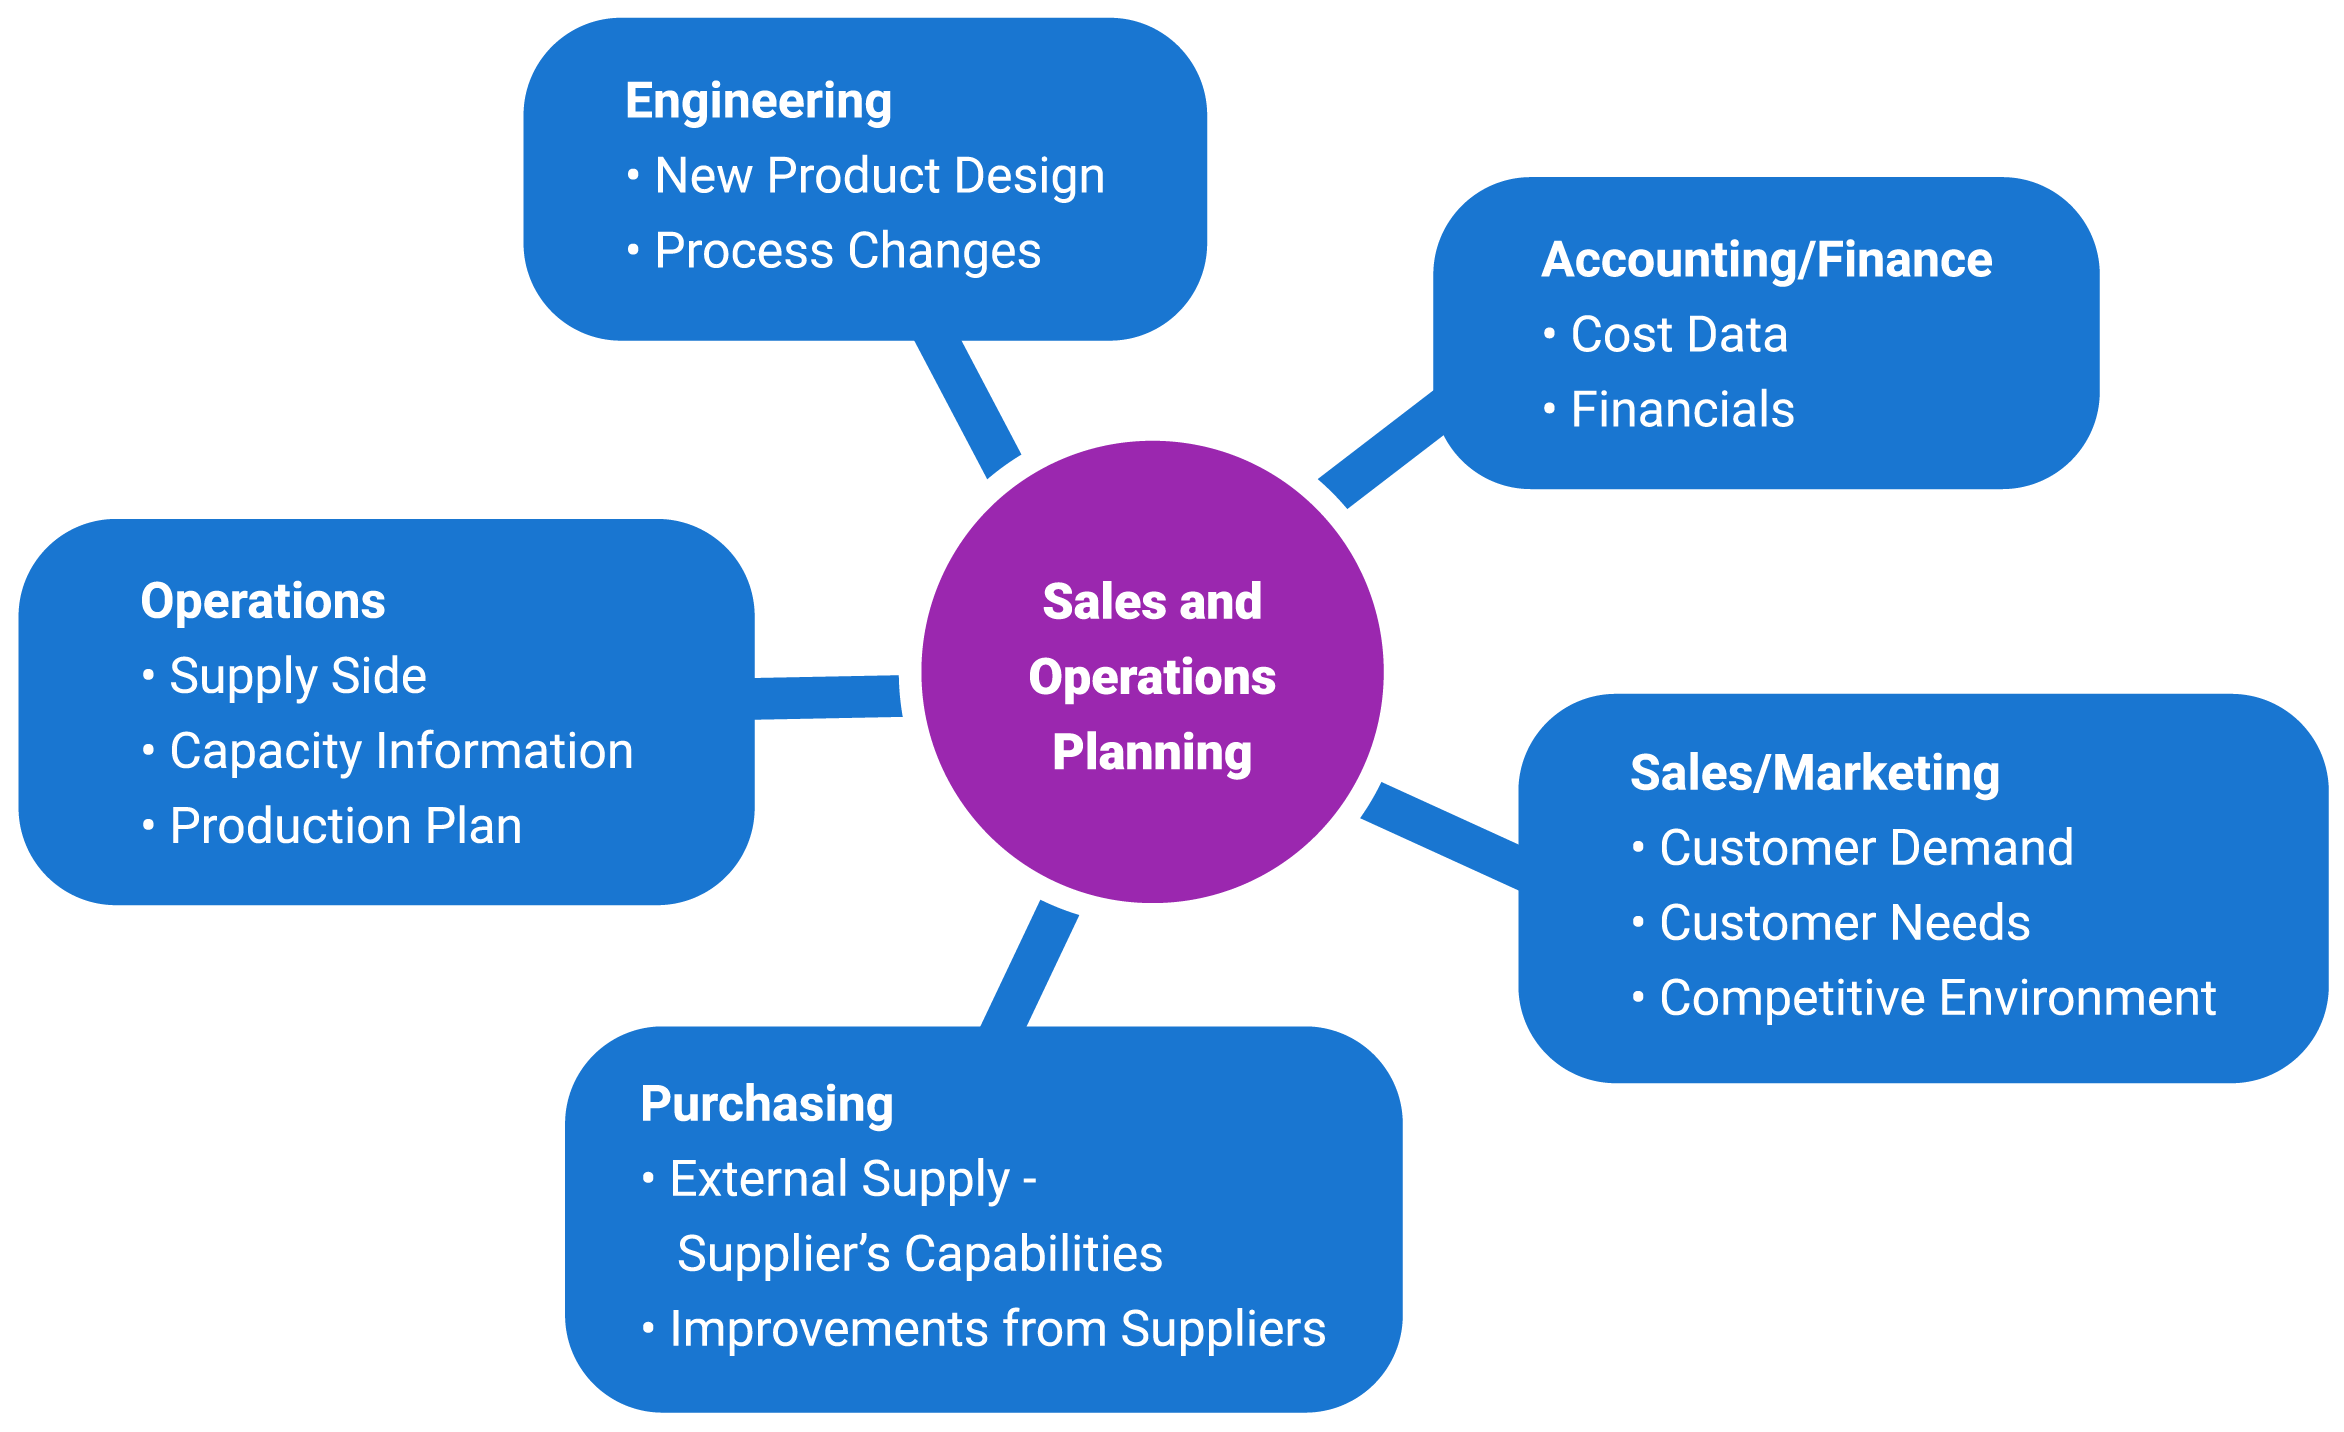 Engineering
• New Product Design
• Process Changes
Accounting/Finance
• Cost Data
• Financials
Sales and
Operations
Planning
Operations
• Supply Side
• Capacity Information
• Production Plan
Sales/Marketing
• Customer Demand
• Customer Needs
• Competitive Environment
Purchasing
• External Supply -
Supplier’s Capabilities
• Improvements from Suppliers